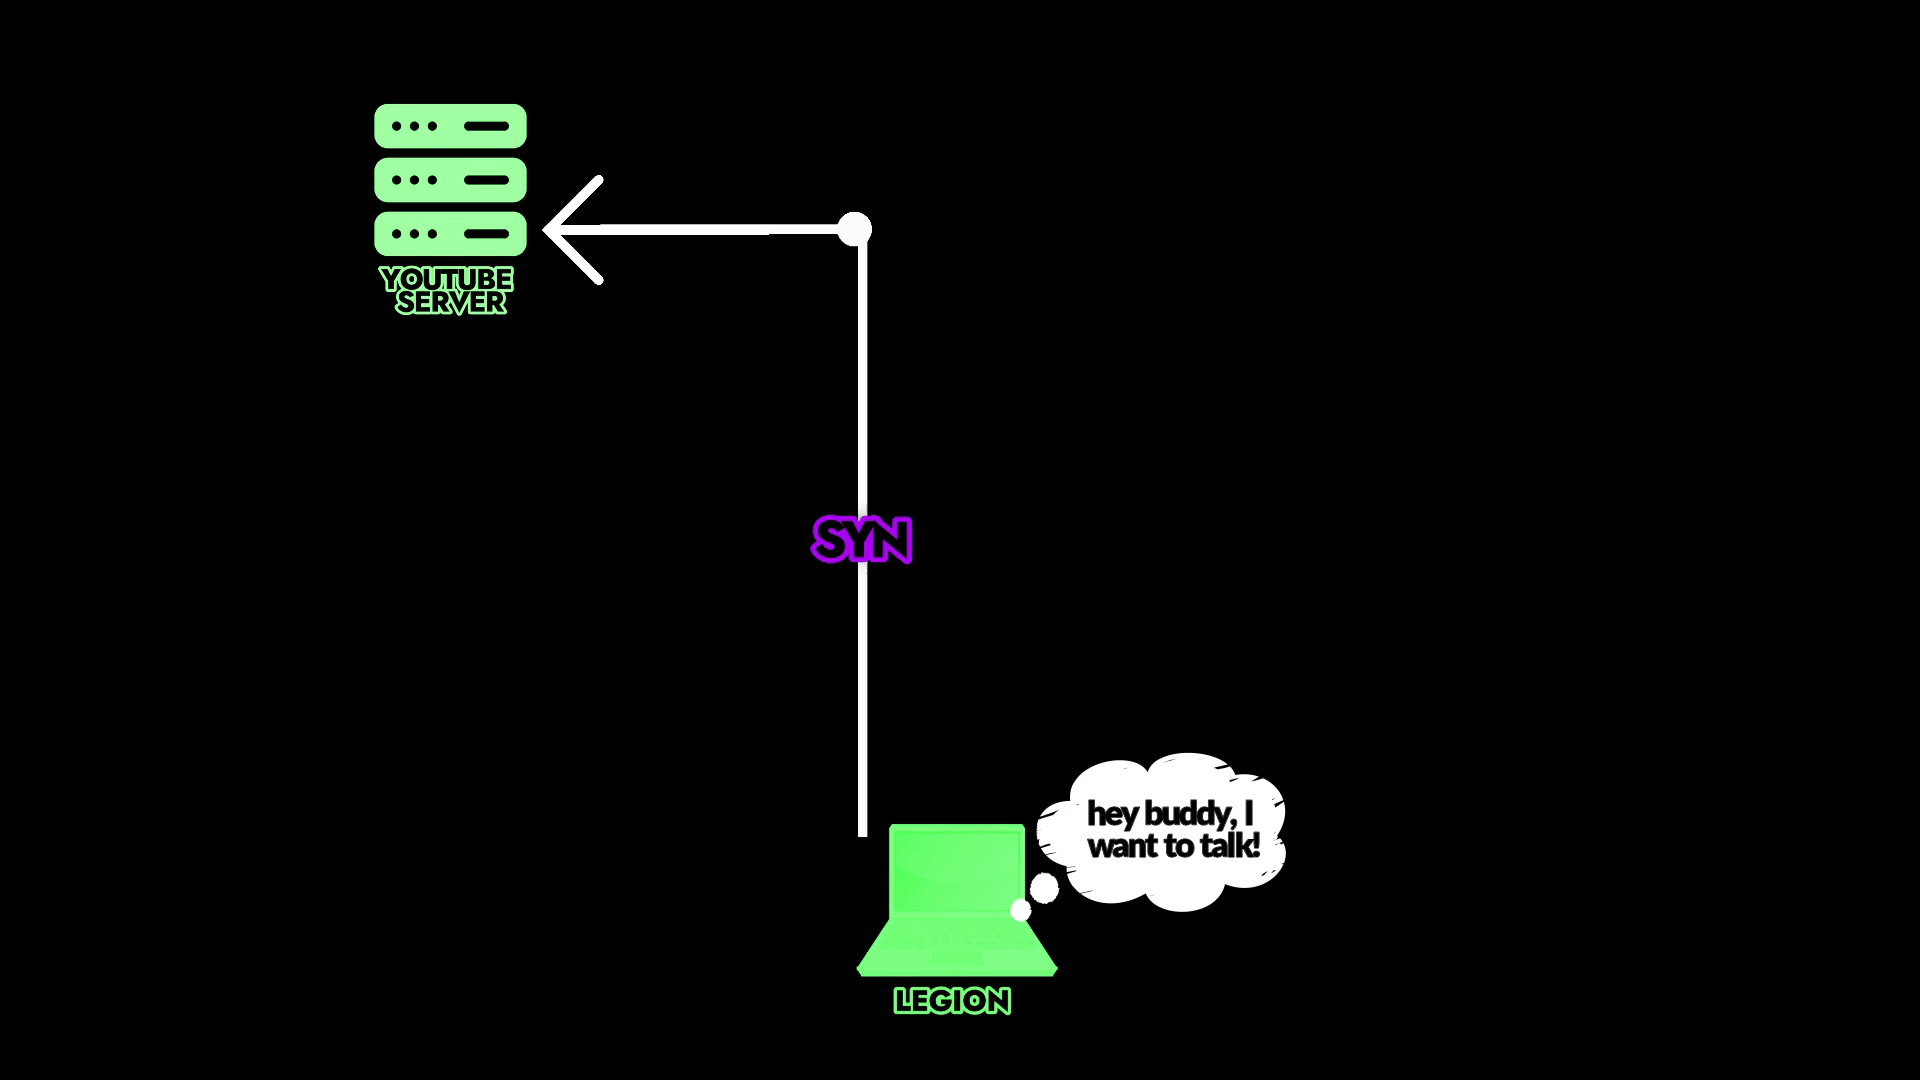 YOUTUBE
SERVER
SYN
hey buddy, I
want to talk!
LEGION